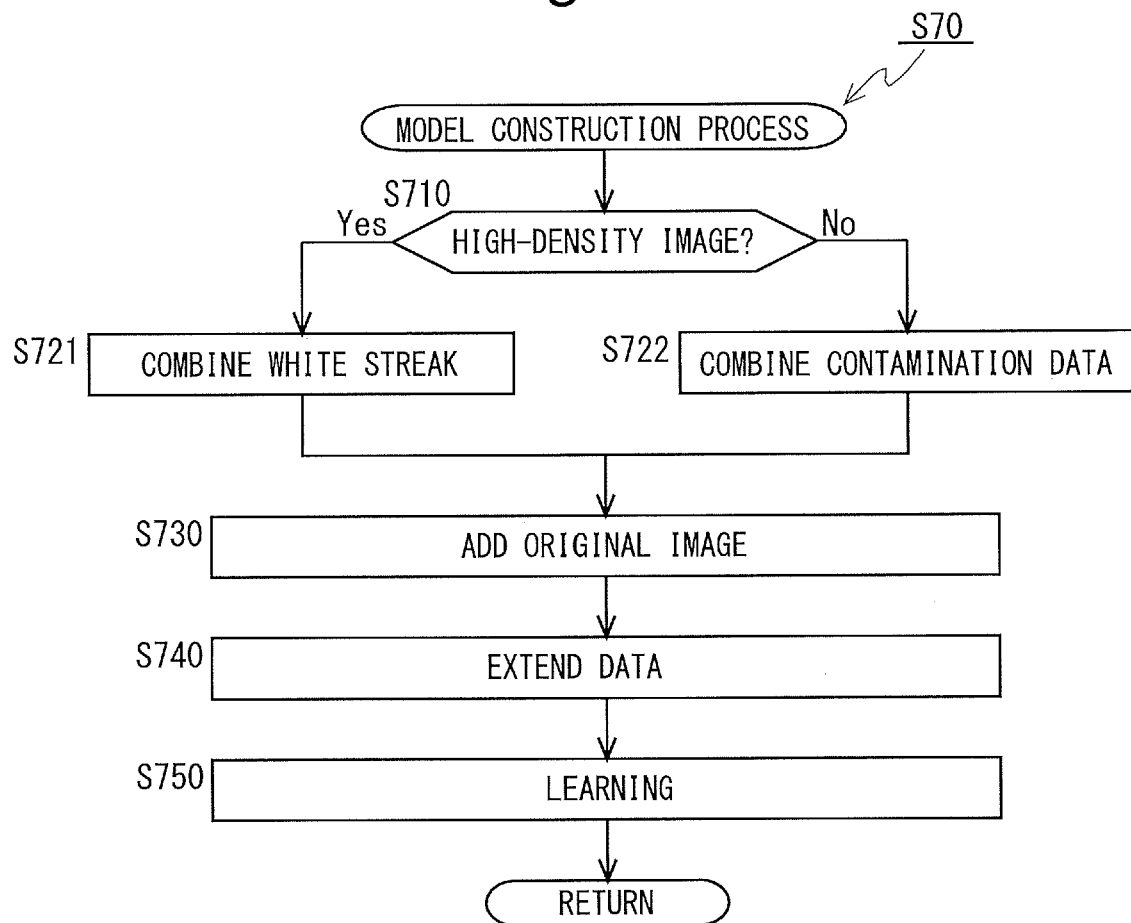 g
S70
MODEL CONSTRUCTION PROCESS
S710
Yes
HIGH-DENSITY IMAGE?
No
S721
COMBINE WHITE STREAK
S722
COMBINE CONTAMINATION DATA
S730
ADD ORIGINAL IMAGE
S740
EXTEND DATA
S750
LEARNING
RETURN